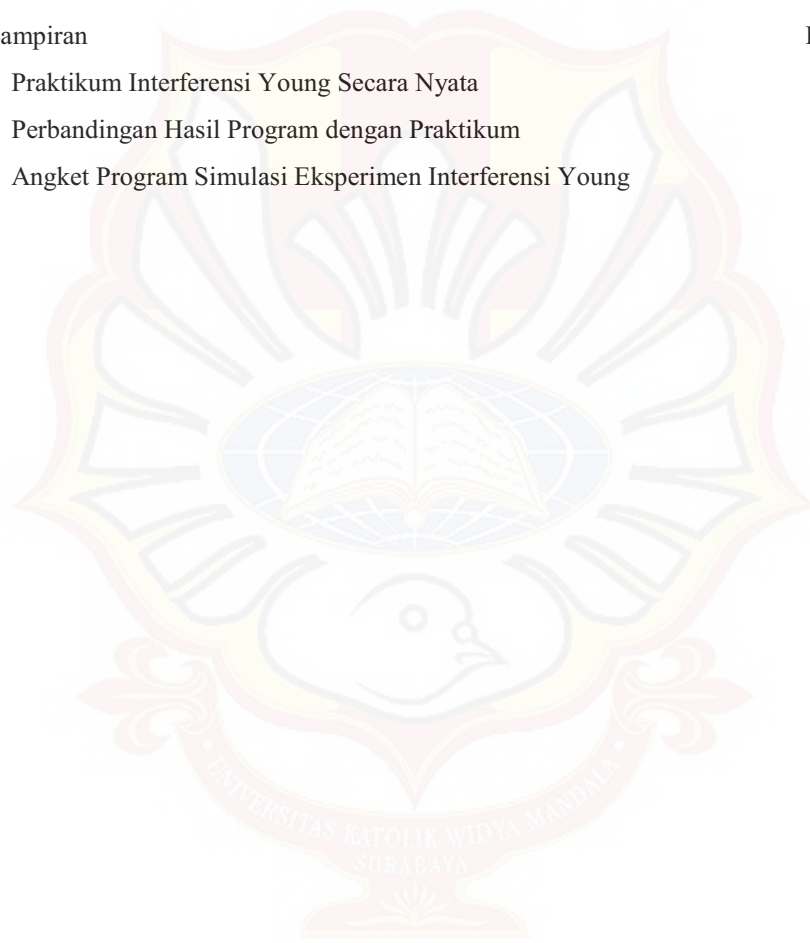 ampiran
Praktikum Interferensi Young Secara Nyata
Perbandingan Hasil Program dengan Praktikum
Angket Program Simulasi Eksperimen Interferensi Young
UNIVERSITAS KATOLIK WIDYA MANDALA
SURABAYA